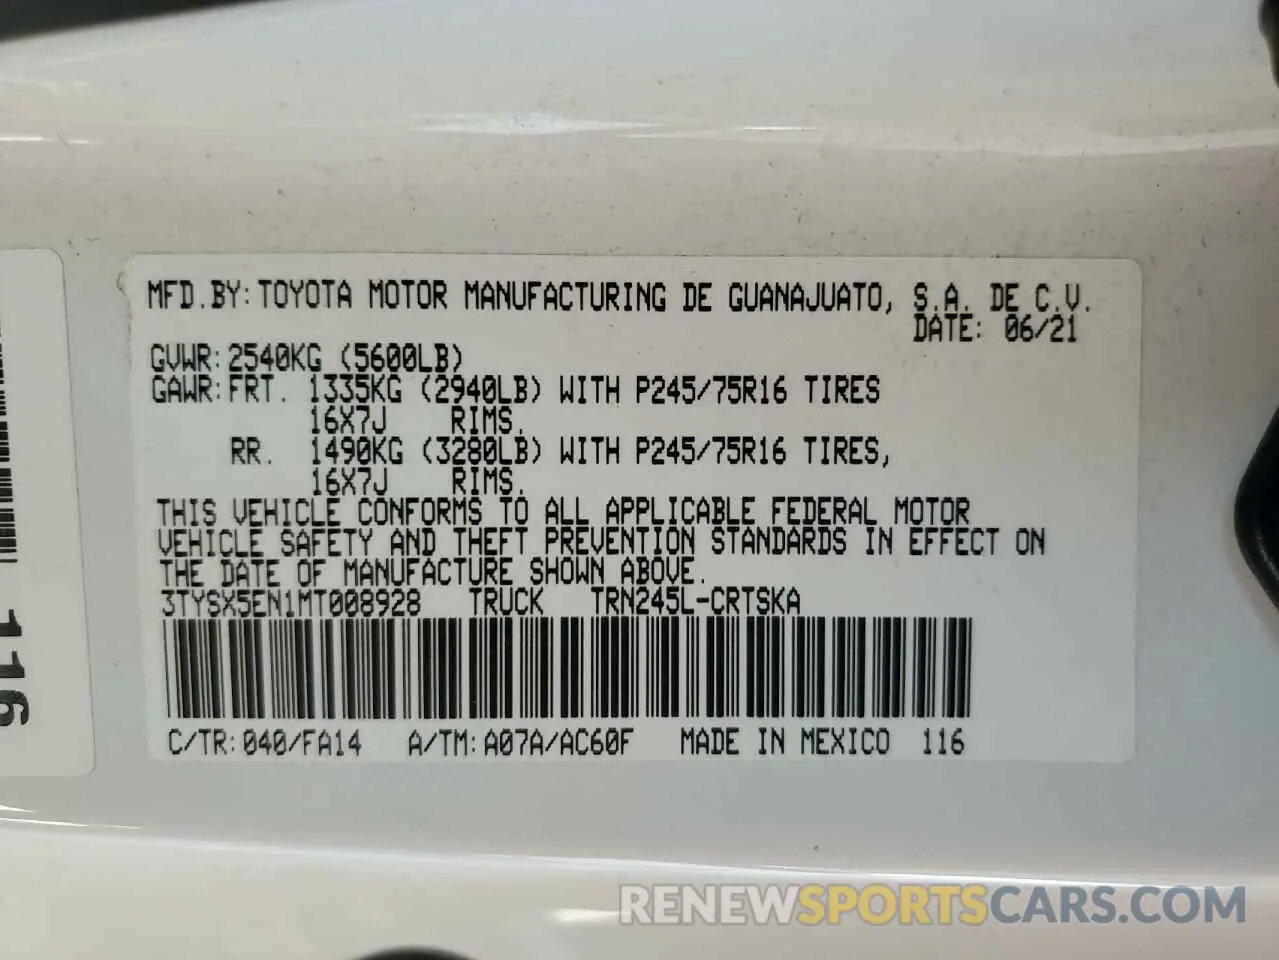 MFD.BY:TOYOTA MOTOR MANUFACTURING DE GUANAJUATO, S.A. DE C.V.
DATE: 06/21
GVWR:2540KG (5600LB)
GAWR:FRT. 1335KG (2940LB) WITH P245/75R16 TIRES
16X7J RIMS.
RR. 1490KG (3280LB) WITH P245/75R16 TIRES,
16X7J RIMS.
THIS VEHICLE CONFORMS TO ALL APPLICABLE FEDERAL MOTOR
VEHICLE SAFETY AND THEFT PREVENTION STANDARDS IN EFFECT ON
THE DATE OF MANUFACTURE SHOWN ABOVE.
3TYSX5EN1MT008928 TRUCK TRN245L-CRTSKA
C/TR:040/FA14 A/TM:A07A/AC60F MADE IN MEXICO 116
116
RENEWSPORTSCARS.COM